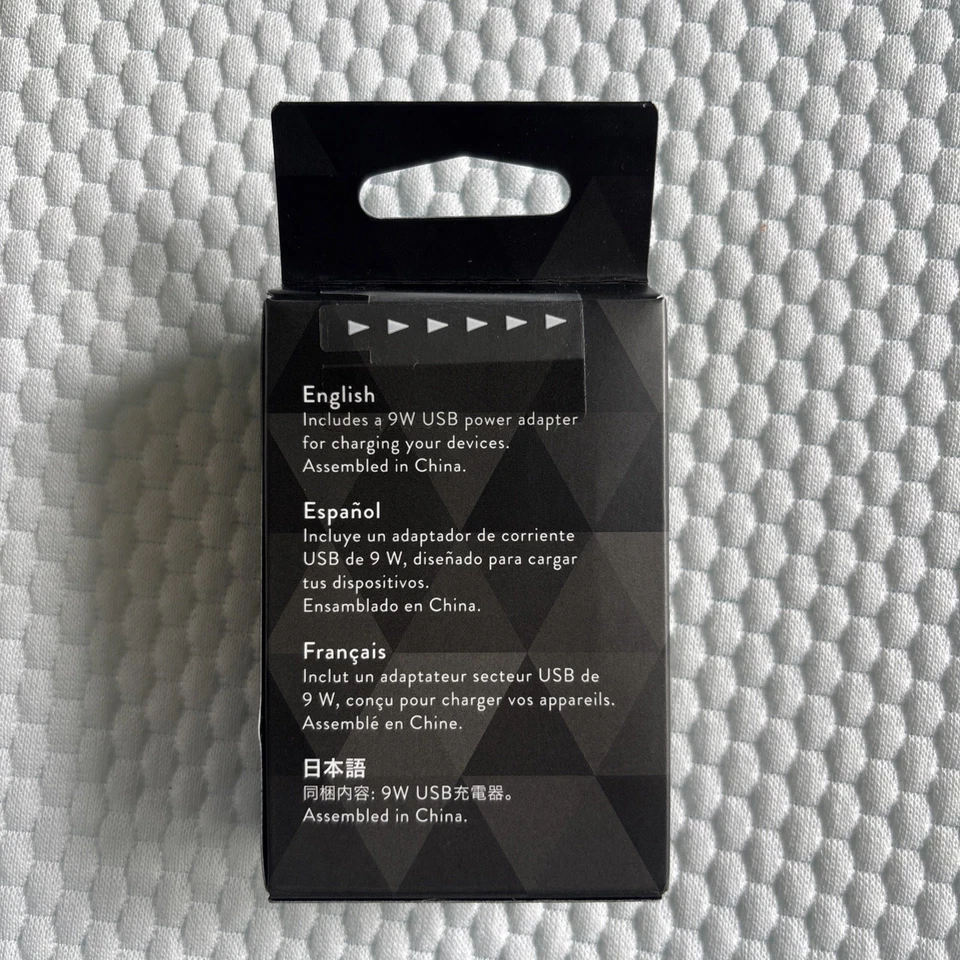 English
Includes a 9W USB power adapter
for charging your devices.
Assembled in China.
Español
Incluye un adaptador de corriente
USB de 9 W, diseñado para cargar
tus dispositivos.
Ensamblado en China.
Français
Inclut un adaptateur secteur USB de
9 W, conçu pour charger vos appareils.
Assemblé en Chine.
日本語
同梱内容: 9W USB充電器。
Assembled in China.